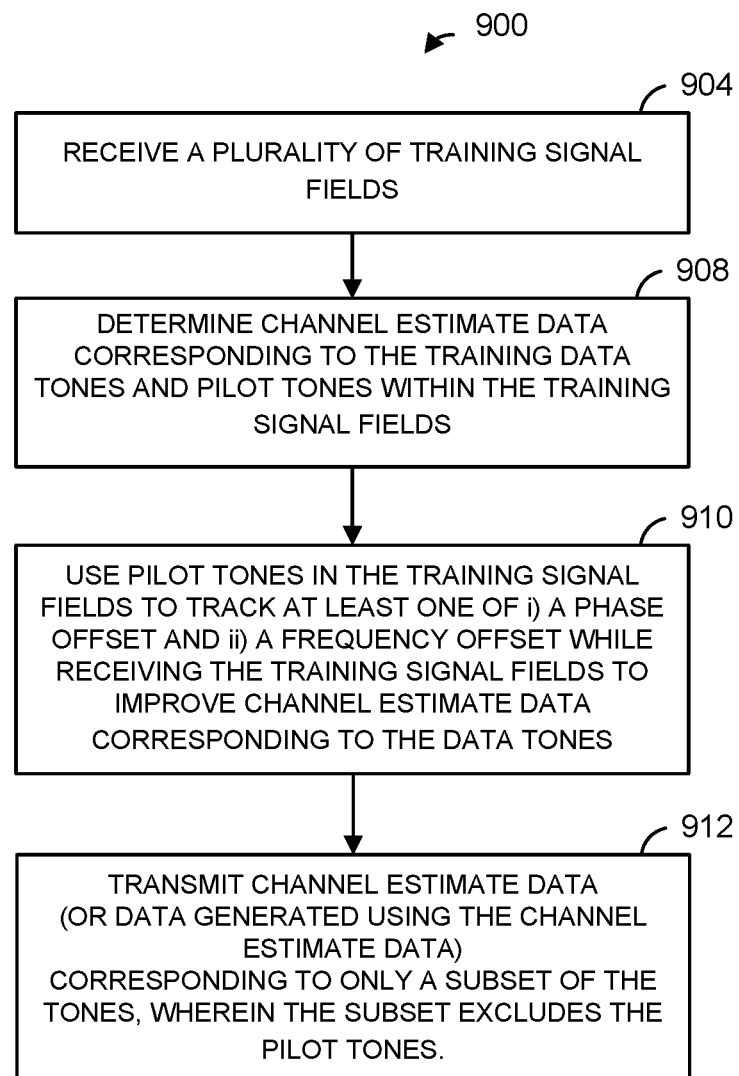 900
904
RECEIVE A PLURALITY OF TRAINING SIGNAL
FIELDS
908
DETERMINE CHANNEL ESTIMATE DATA
CORRESPONDING TO THE TRAINING DATA
TONES AND PILOT TONES WITHIN THE TRAINING
SIGNAL FIELDS
910
USE PILOT TONES IN THE TRAINING SIGNAL
FIELDS TO TRACK AT LEAST ONE OF i) A PHASE
OFFSET AND ii) A FREQUENCY OFFSET WHILE
RECEIVING THE TRAINING SIGNAL FIELDS TO
IMPROVE CHANNEL ESTIMATE DATA
CORRESPONDING TO THE DATA TONES
912
TRANSMIT CHANNEL ESTIMATE DATA
(OR DATA GENERATED USING THE CHANNEL
ESTIMATE DATA)
CORRESPONDING TO ONLY A SUBSET OF THE
TONES, WHEREIN THE SUBSET EXCLUDES THE
PILOT TONES.